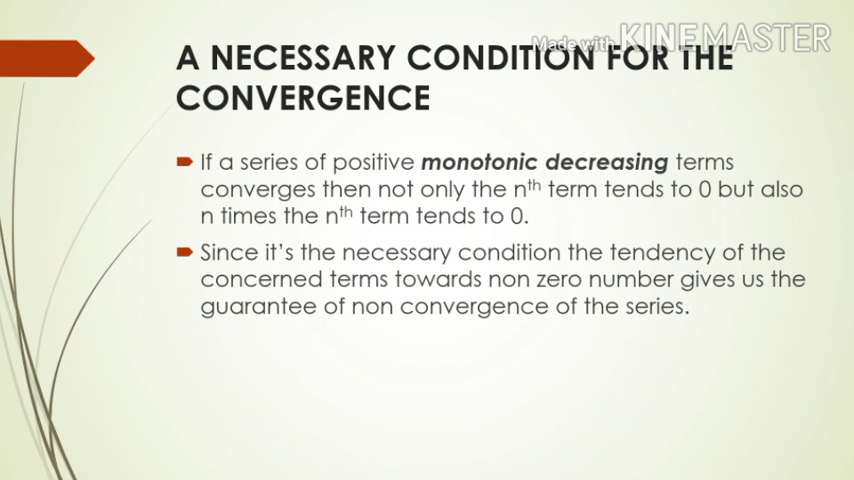 Made with KINEMASTER
A NECESSARY CONDITION FOR THE
CONVERGENCE
If a series of positive monotonic decreasing terms
converges then not only the nth term tends to 0 but also
n times the nth term tends to 0.
Since it's the necessary condition the tendency of the
concerned terms towards non zero number gives us the
guarantee of non convergence of the series.